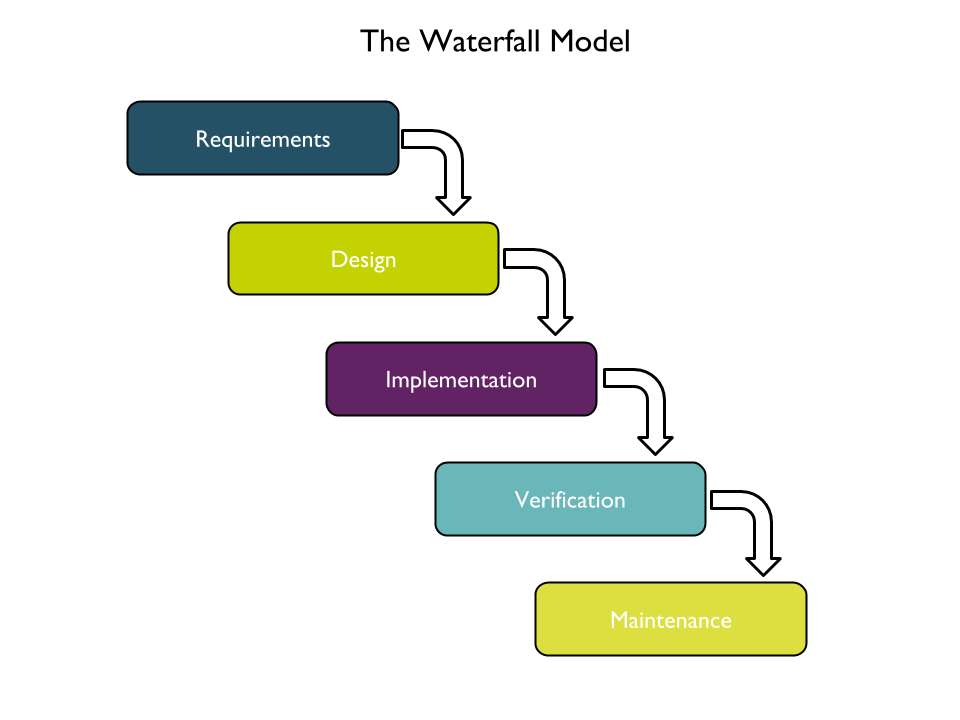 The Waterfall Model
Requirements
Design
Implementation
Verification
Maintenance